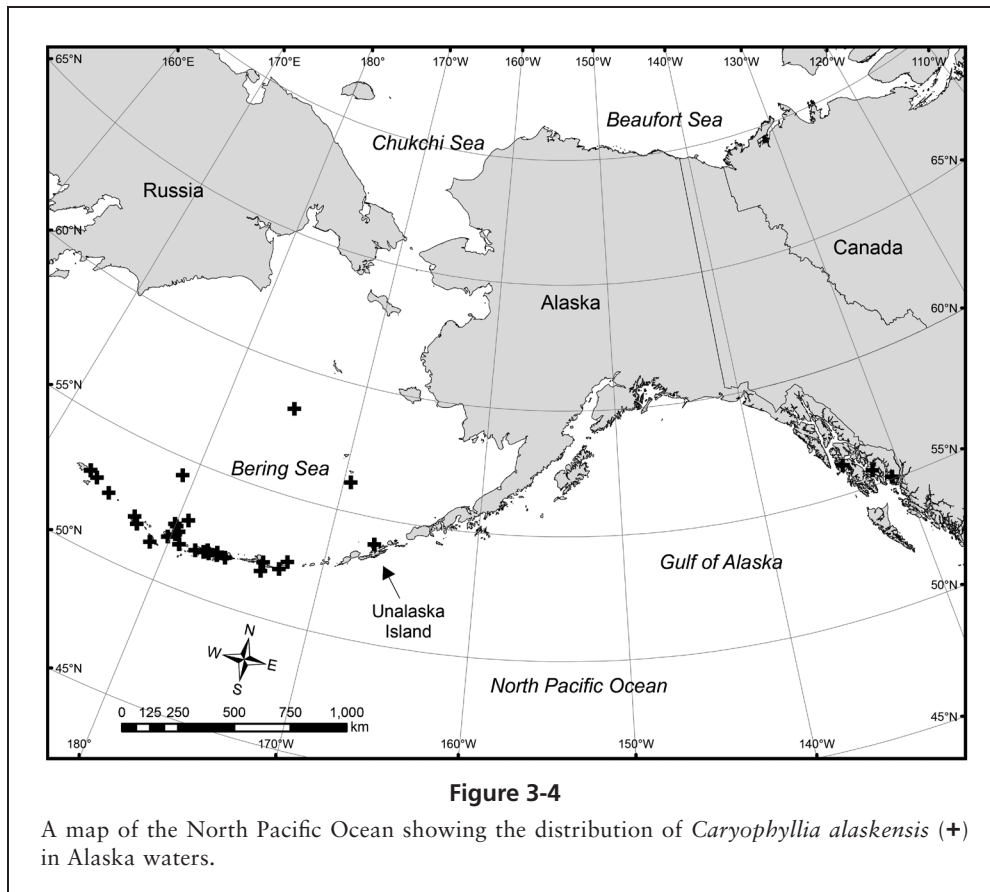 160°E 170°E 180° 170°W 160°W 150°W 140°W 130°W 120°W 110°W
65°N
Beaufort Sea
Chukchi Sea
65°N
Russia
60°N
Canada
Alaska
60°N
55°N
55°N
Bering Sea
50°N
Gulf of Alaska
50°N
Unalaska
Island
N
W E
S
45°N
North Pacific Ocean
45°N
0 125 250 500 750 1,000
km
180° 170°W 160°W 150°W 140°W
Figure 3-4
A map of the North Pacific Ocean showing the distribution of Caryophyllia alaskensis (+)
in Alaska waters.